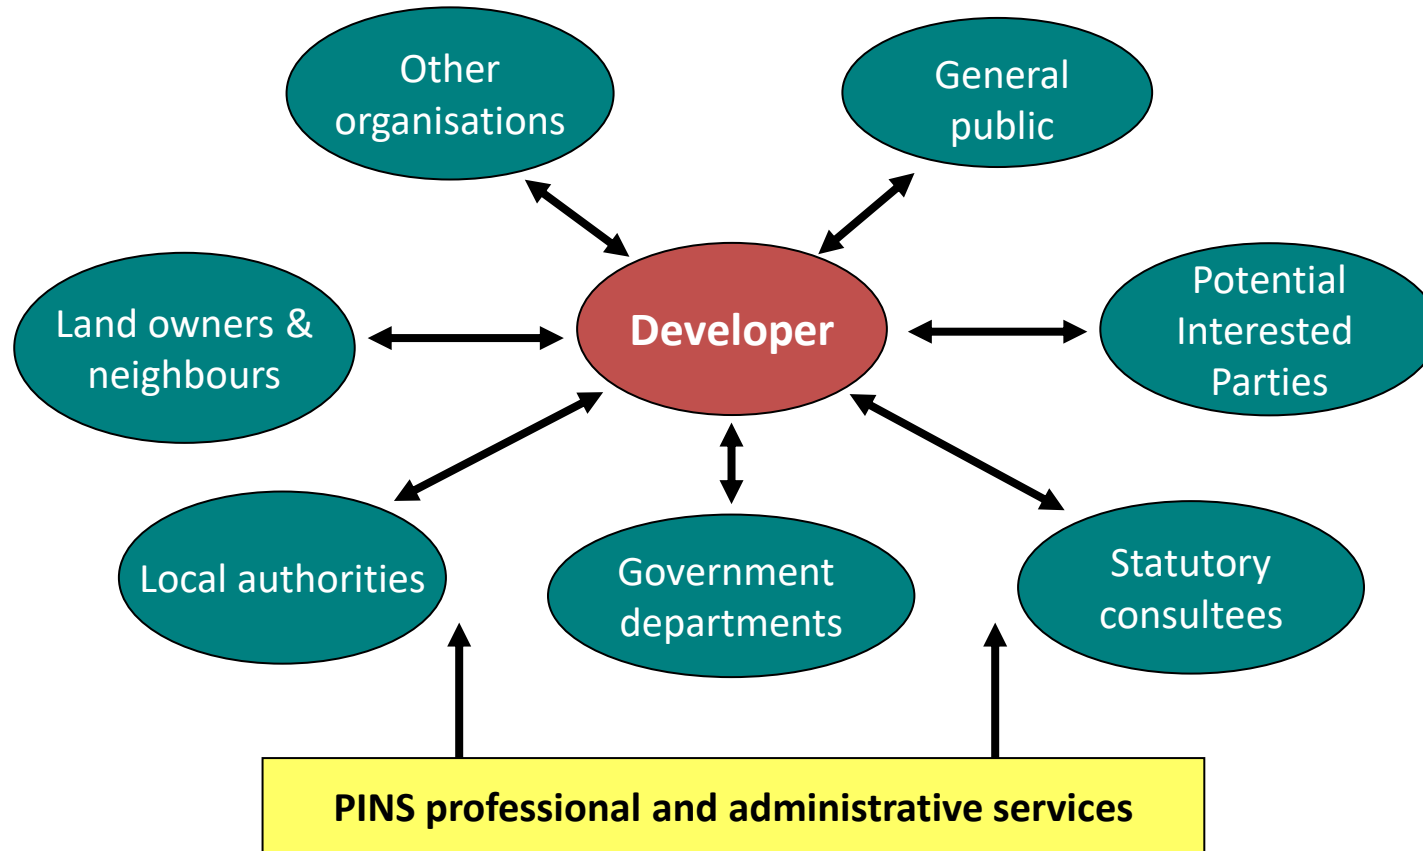 Other
organisations
General
public
Land owners &
neighbours
Developer
Potential
Interested
Parties
Local authorities
Government
departments
Statutory
consultees
PINS professional and administrative services